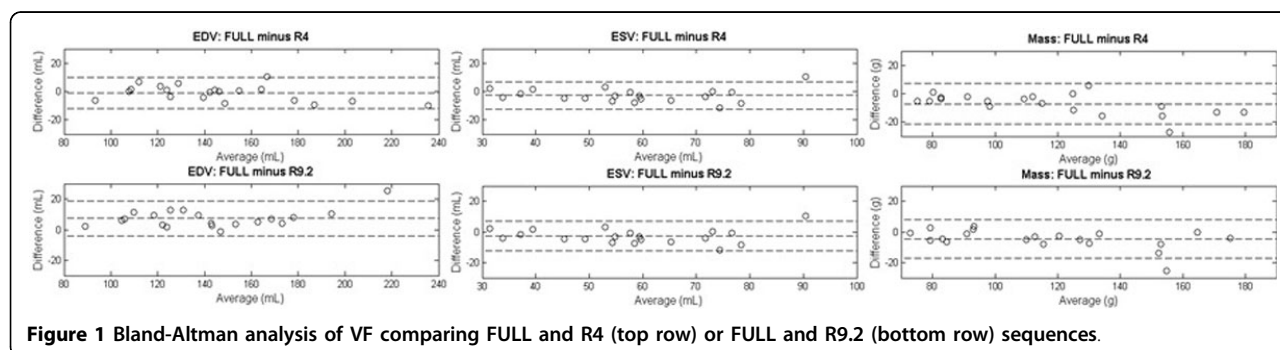 EDV: FULL minus R4
Difference (mL)
20
0
-20
80 100 120 140 160 180 200 220 240
Average (mL)
ESV: FULL minus R4
Difference (mL)
20
0
-20
30 40 50 60 70 80 90 100
Average (mL)
Mass: FULL minus R4
Difference (g)
20
0
-20
80 100 120 140 160 180
Average (g)
EDV: FULL minus R9.2
Difference (mL)
20
0
-20
80 100 120 140 160 180 200 220 240
Average (mL)
ESV: FULL minus R9.2
Difference (mL)
20
0
-20
30 40 50 60 70 80 90 100
Average (mL)
Mass: FULL minus R9.2
Difference (g)
20
0
-20
80 100 120 140 160 180
Average (g)
Figure 1 Bland-Altman analysis of VF comparing FULL and R4 (top row) or FULL and R9.2 (bottom row) sequences.